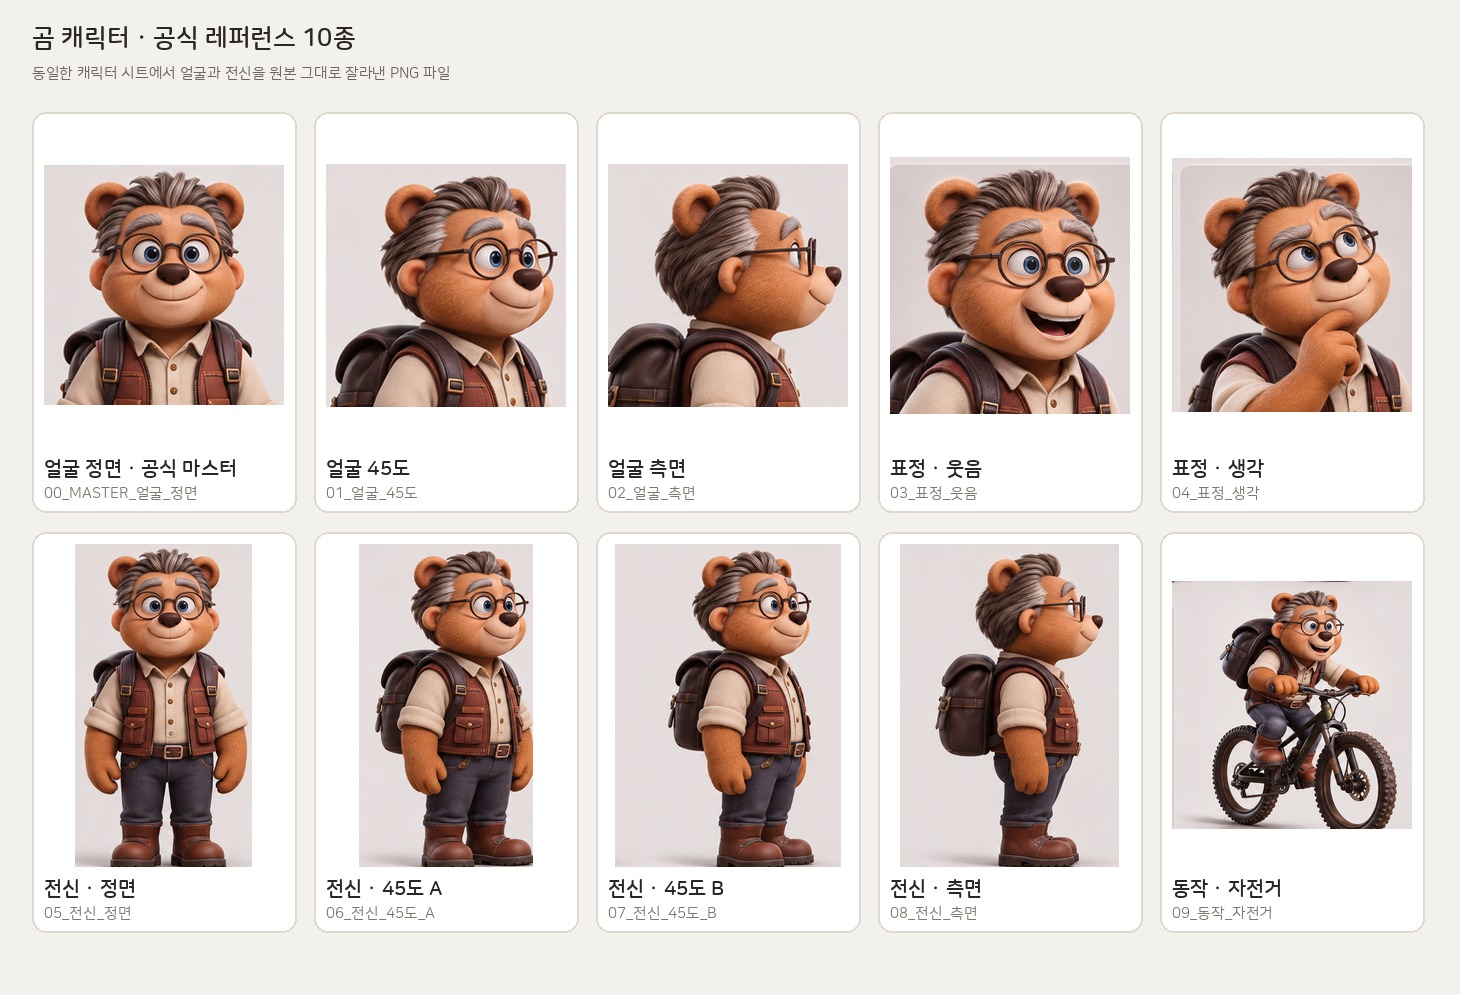 곰 캐릭터 · 공식 레퍼런스 10종
동일한 캐릭터 시트에서 얼굴과 전신을 원본 그대로 잘라낸 PNG 파일
얼굴 정면 · 공식 마스터
00_MASTER_얼굴_정면
얼굴 45도
01_얼굴_45도
얼굴 측면
02_얼굴_측면
표정 · 웃음
03_표정_웃음
표정 · 생각
04_표정_생각
전신 · 정면
05_전신_정면
전신 · 45도 A
06_전신_45도_A
전신 · 45도 B
07_전신_45도_B
전신 · 측면
08_전신_측면
동작 · 자전거
09_동작_자전거